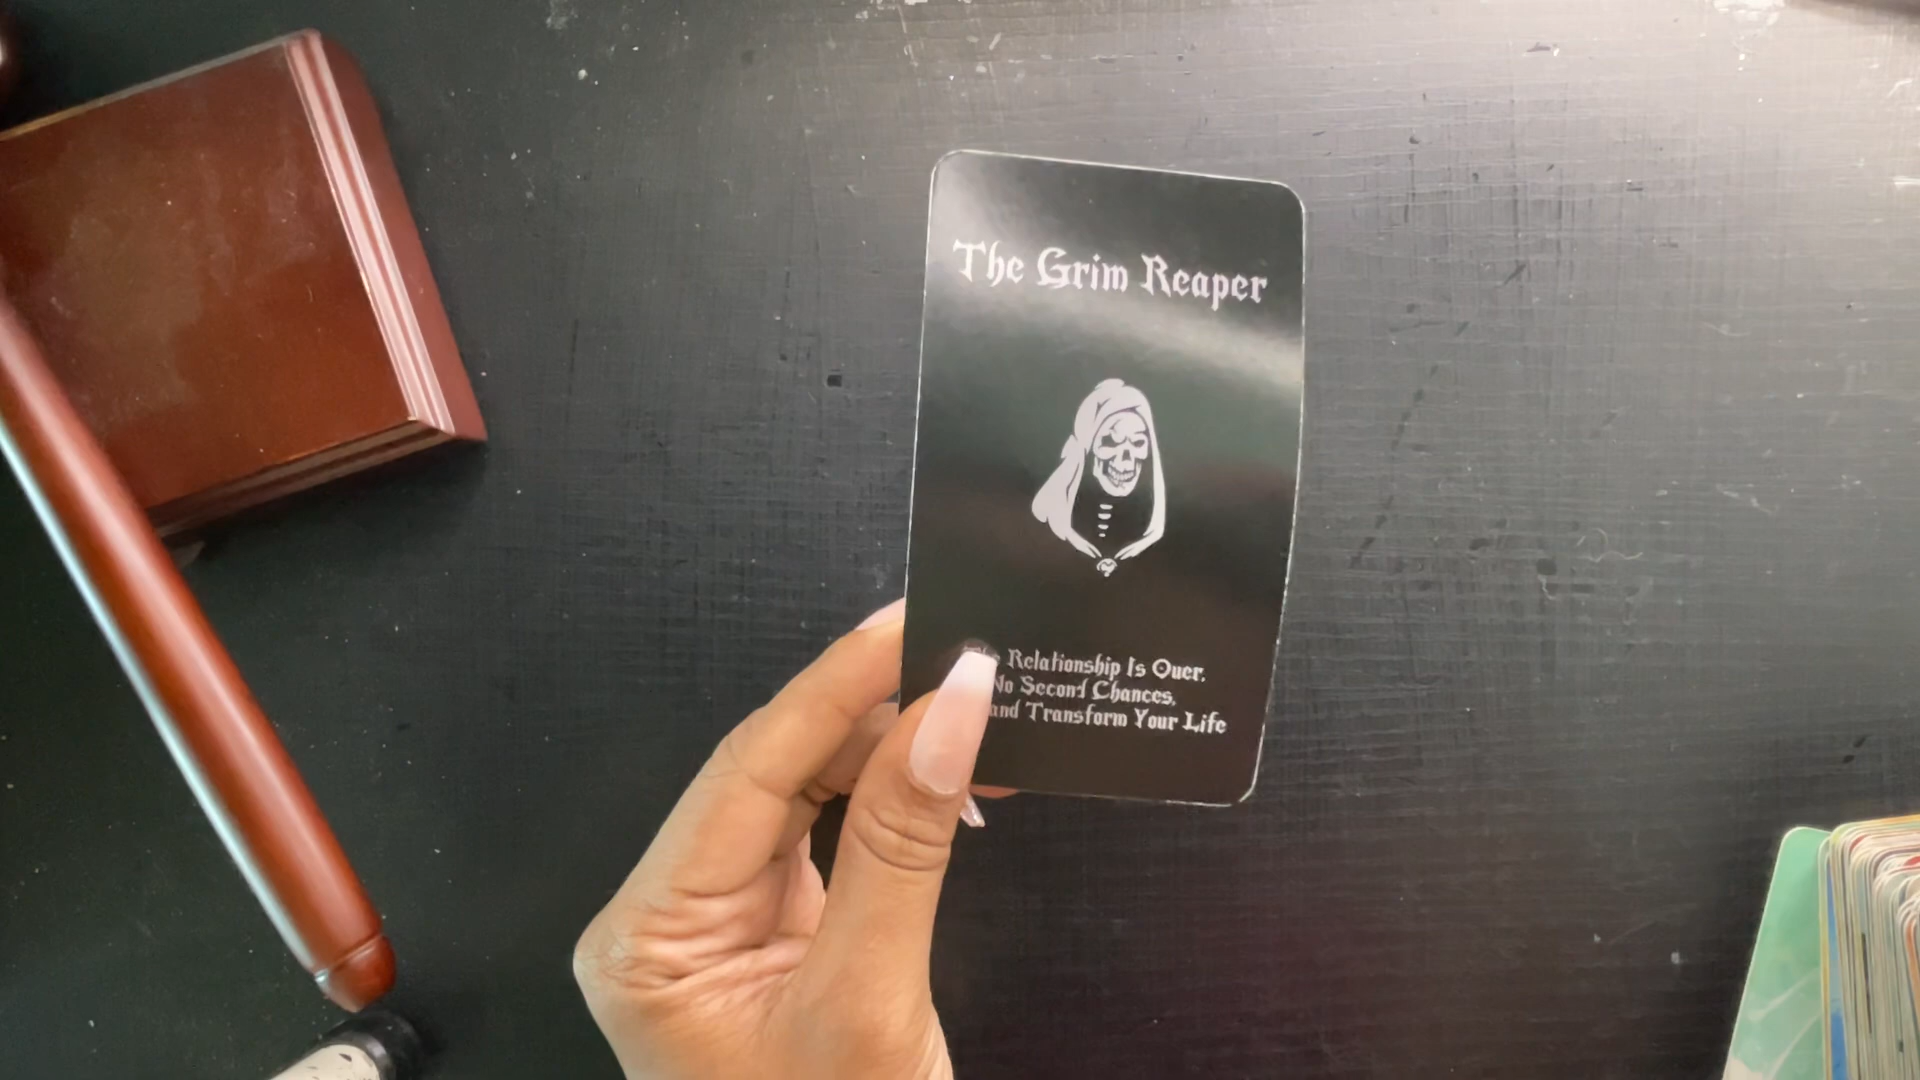 The Grim Reaper
Relationship Is Over.
No Second Chances,
and Transform Your Life